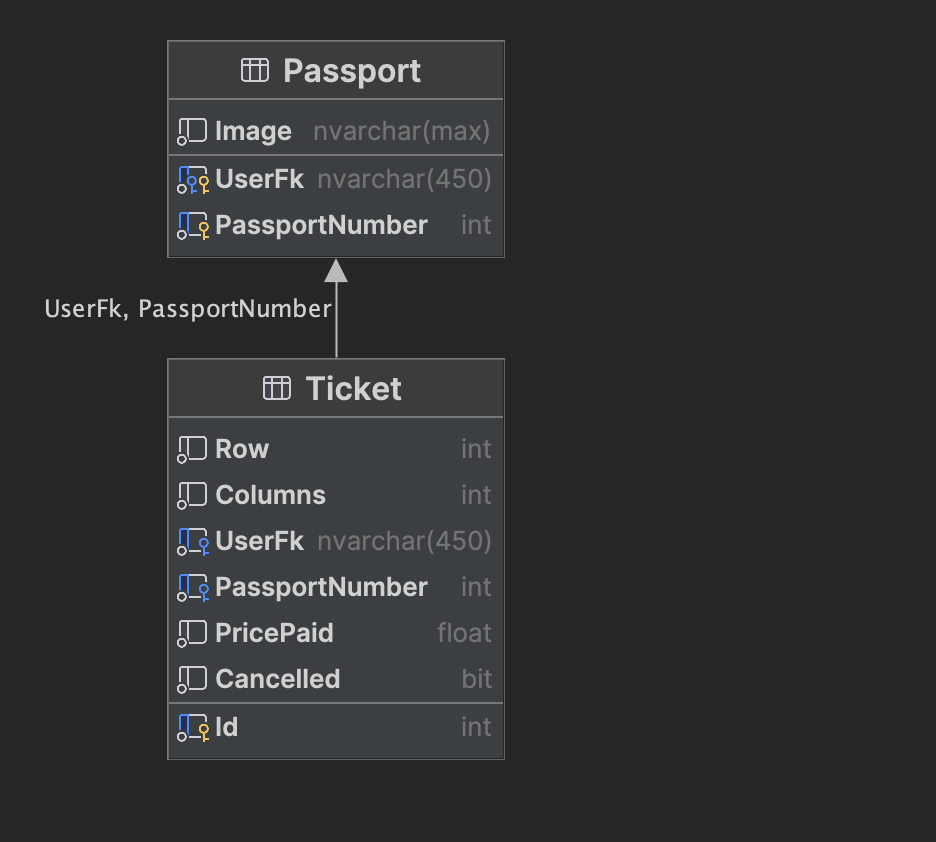 Passport
Image nvarchar(max)
UserFk nvarchar(450)
PassportNumber int
UserFk, PassportNumber
Ticket
Row int
Columns int
UserFk nvarchar(450)
PassportNumber int
PricePaid float
Cancelled bit
Id int